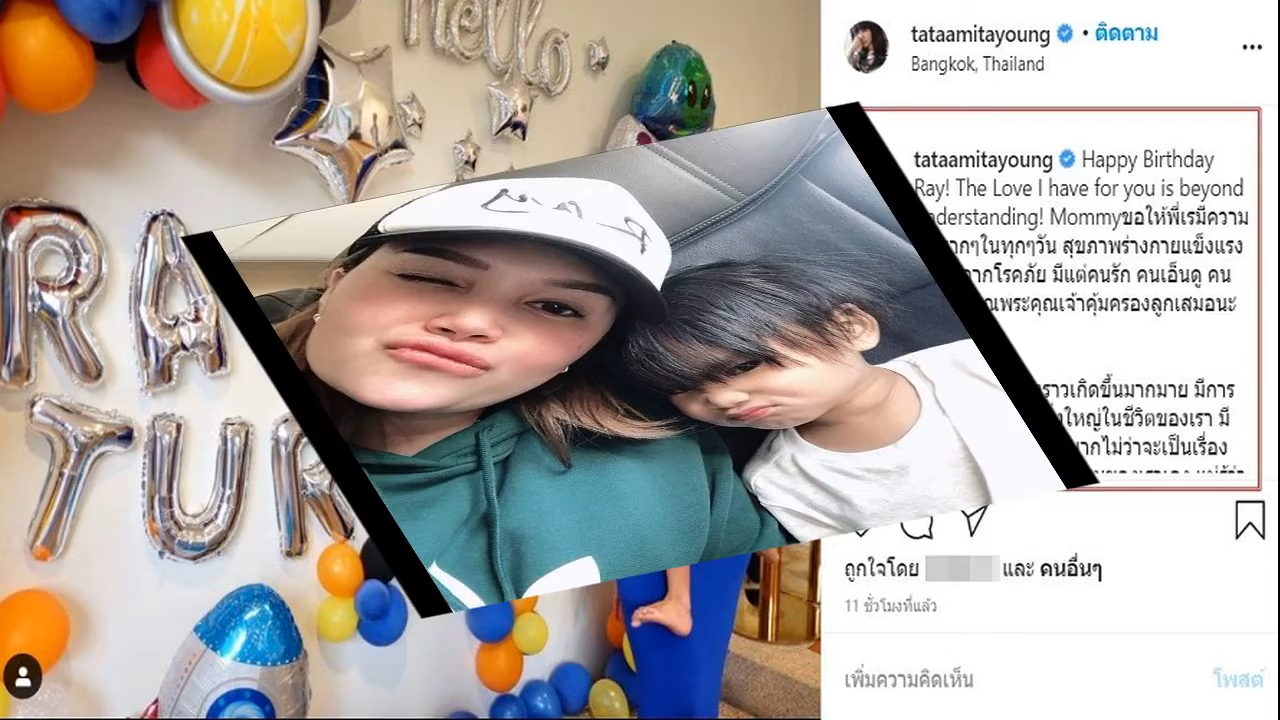 hello
RA
TUR
tataamitayoung • ติดตาม
Bangkok, Thailand
tataamitayoung Happy Birthday
Ray! The Love I have for you is beyond
nderstanding! Mommyขอให้พี่เรมีความ
ากๆในทุกๆวัน สุขภาพร่างกายแข็งแรง
ากโรคภัย มีแต่คนรัก คนเอ็นดู คน
ณพระคุณเจ้าคุ้มครองลูกเสมอนะ
ราวเกิดขึ้นมากมาย มีการ
งใหญ่ในชีวิตของเรา มี
ากไม่ว่าจะเป็นเรื่อง
ถูกใจโดย และ คนอื่นๆ
11 ชั่วโมงที่แล้ว
เพิ่มความคิดเห็น
โพสต์